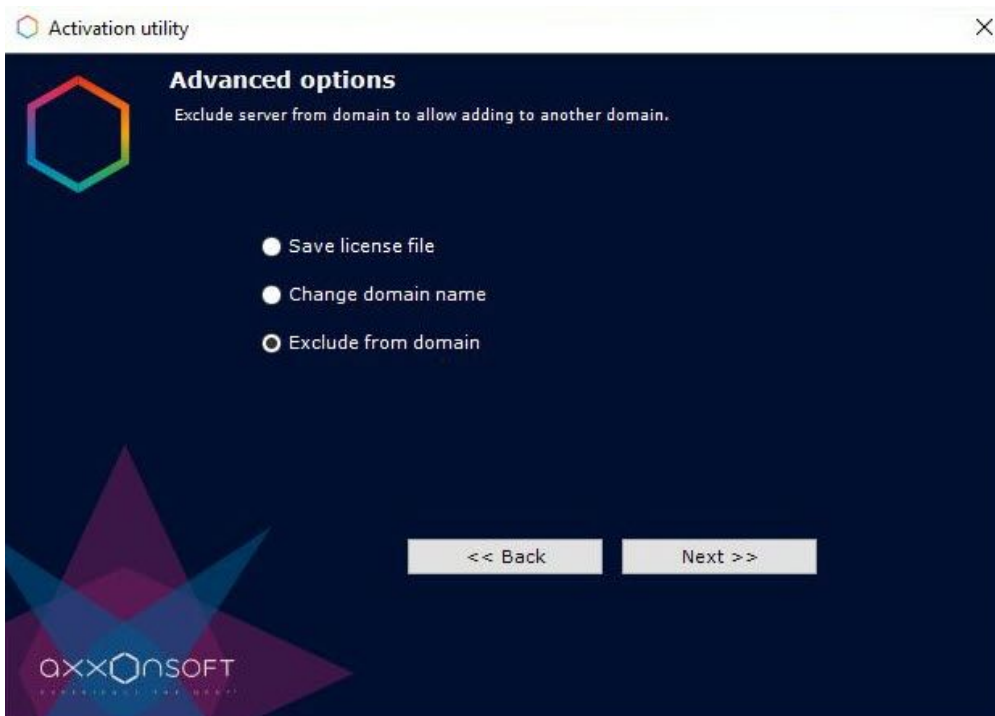 Activation utility
Advanced options
Exclude server from domain to allow adding to another domain.
Save license file
Change domain name
Exclude from domain
<< Back
Next >>
axxonsoft